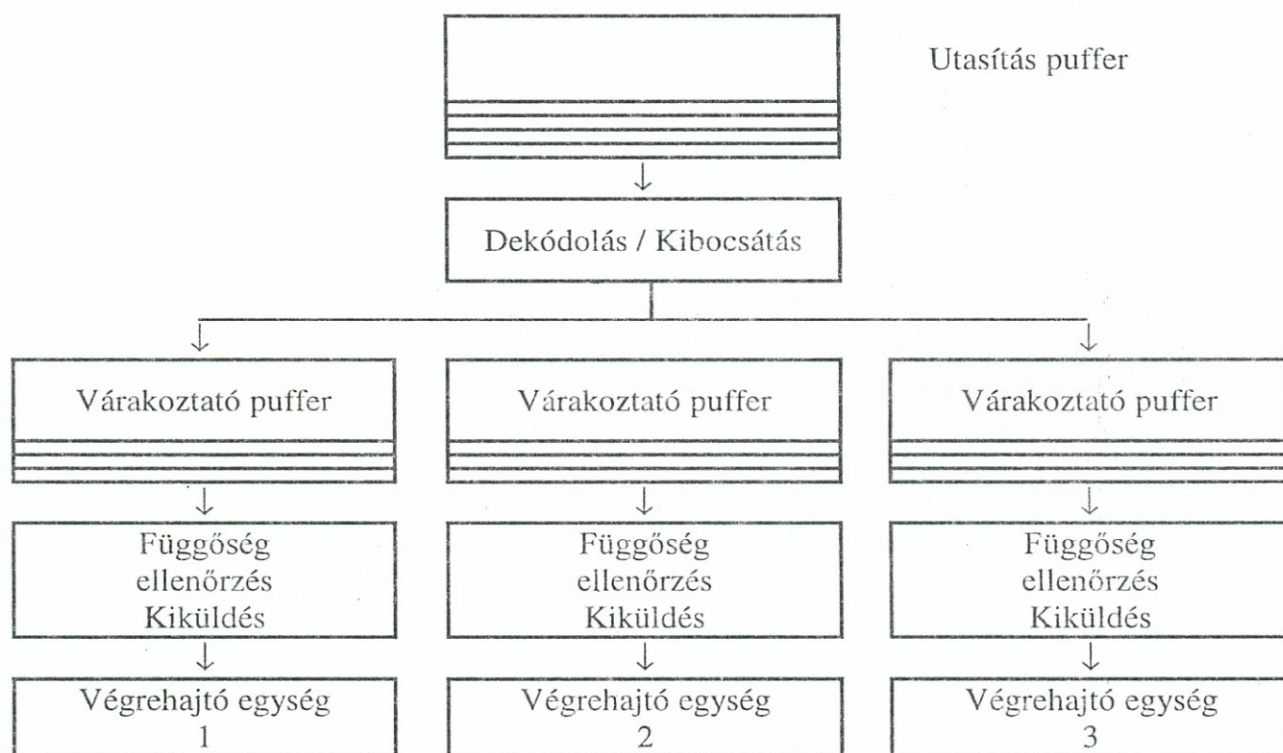 Utasítás puffer
Dekódolás / Kibocsátás
Várakoztató puffer
Várakoztató puffer
Várakoztató puffer
Függőség
ellenőrzés
Kiküldés
Függőség
ellenőrzés
Kiküldés
Függőség
ellenőrzés
Kiküldés
Végrehajtó egység
1
Végrehajtó egység
2
Végrehajtó egység
3